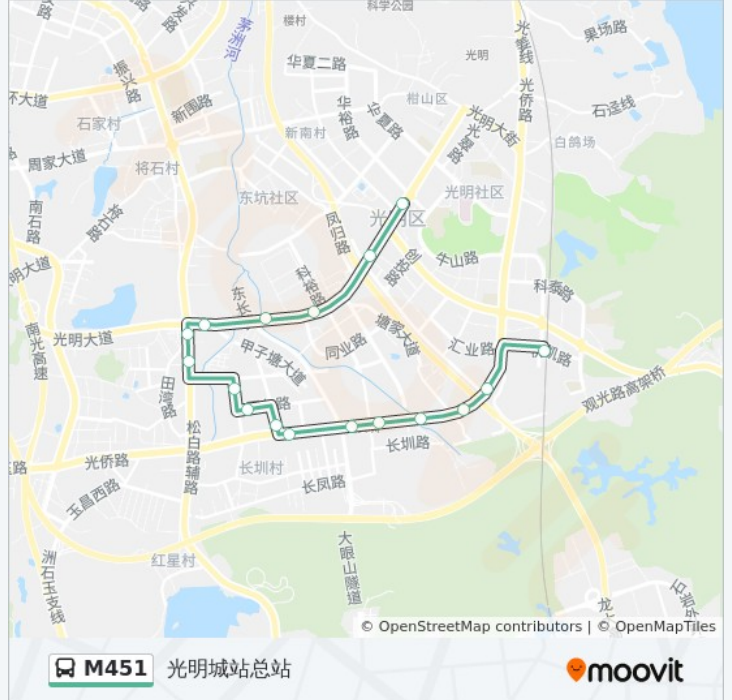 科学公园
楼村
茅洲河
光姜线
果场路
振兴路
华夏二路
光明
光侨路
新围路
华裕路
柑山区
华夏路
光明大街
石迳线
石家村
新南村
光翠路
白鸽场
周家大道
将石村
东坑社区
光明社区
南石路
将石路
凤归路
光明区
创投路
牛山路
明大道
科裕路
科泰路
东长
南光高速
光明大道
塘家大道
同业路
汇业路
甲子塘大道
观光路高架桥
田湾路
路
长圳路
松白路辅路
光侨路
长圳村
玉昌西路
长凤路
红星村
大眼山隧道
洲石玉支线
© OpenStreetMap contributors | © OpenMapTiles
M451 光明城站总站
moovit